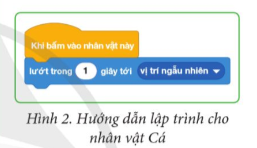 Khi bấm vào nhân vật này
lướt trong 1 giây tới vị trí ngẫu nhiên
Hình 2. Hướng dẫn lập trình cho
nhân vật Cá